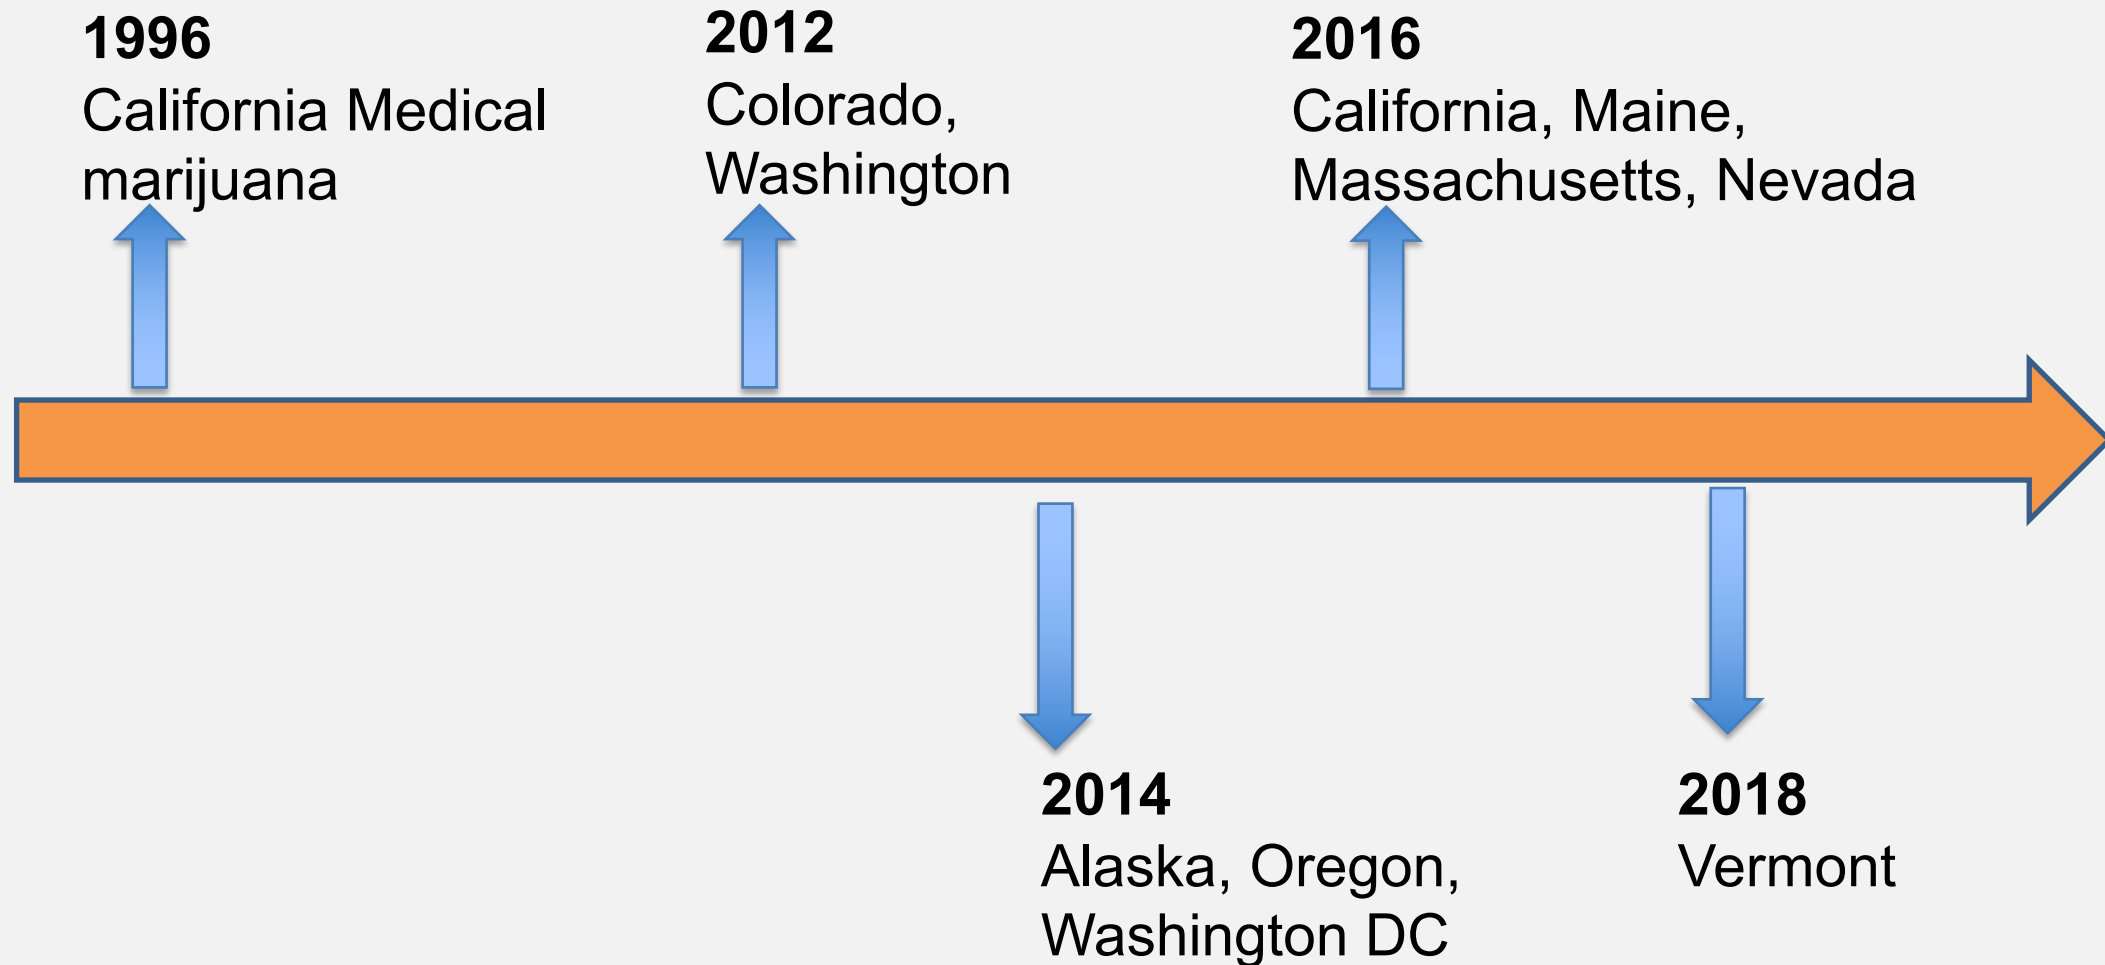 1996
California Medical
marijuana
2012
Colorado,
Washington
2016
California, Maine,
Massachusetts, Nevada
2014
Alaska, Oregon,
Washington DC
2018
Vermont